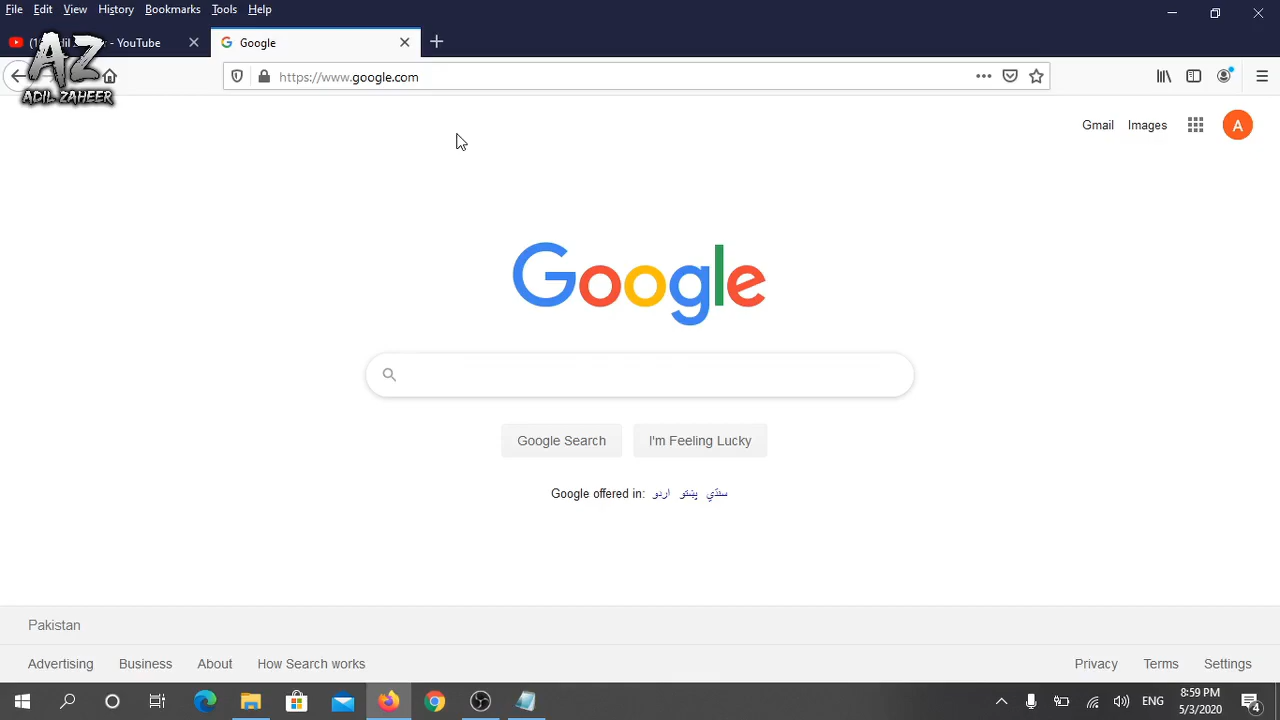 File Edit View History Bookmarks Tools Help
AZ
ADIL ZAHEER
- YouTube
Google
https://www.google.com
Gmail Images A
Google
Google Search I'm Feeling Lucky
Google offered in: اردو پښتو سنڌي
Pakistan
Advertising Business About How Search works
Privacy Terms Settings
ENG
8:59 PM
5/3/2020
4